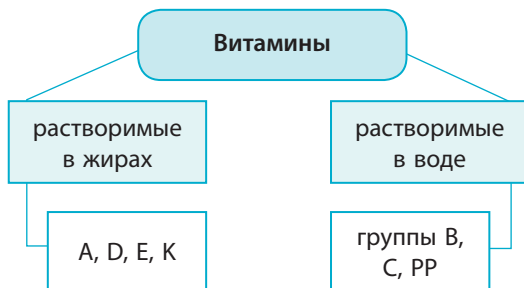 Витамины
растворимые
в жирах
растворимые
в воде
A, D, E, K
группы B,
C, PP